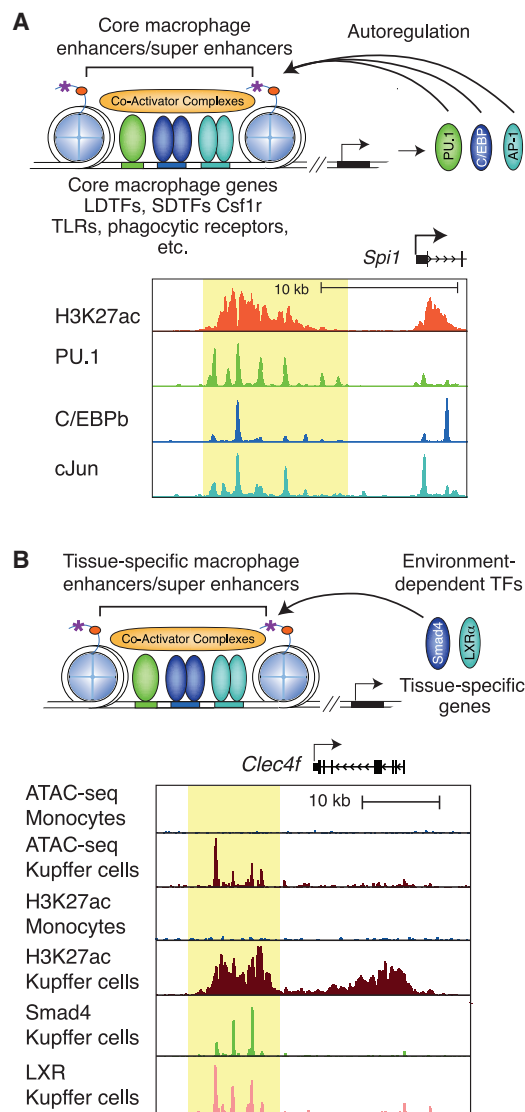 A
Core macrophage
enhancers/super enhancers
Autoregulation
*
*
Co-Activator Complexes
PU.1
C/EBP
AP-1
Core macrophage genes
LDTFs, SDTFs Csf1r
TLRs, phagocytic receptors,
etc.
Spi1
10 kb
H3K27ac
PU.1
C/EBPb
cJun
B
Tissue-specific macrophage
enhancers/super enhancers
Environment-
dependent TFs
*
*
Co-Activator Complexes
Smad4
LXRα
Tissue-specific
genes
Clec4f
10 kb
ATAC-seq
Monocytes
ATAC-seq
Kupffer cells
H3K27ac
Monocytes
H3K27ac
Kupffer cells
Smad4
Kupffer cells
LXR
Kupffer cells